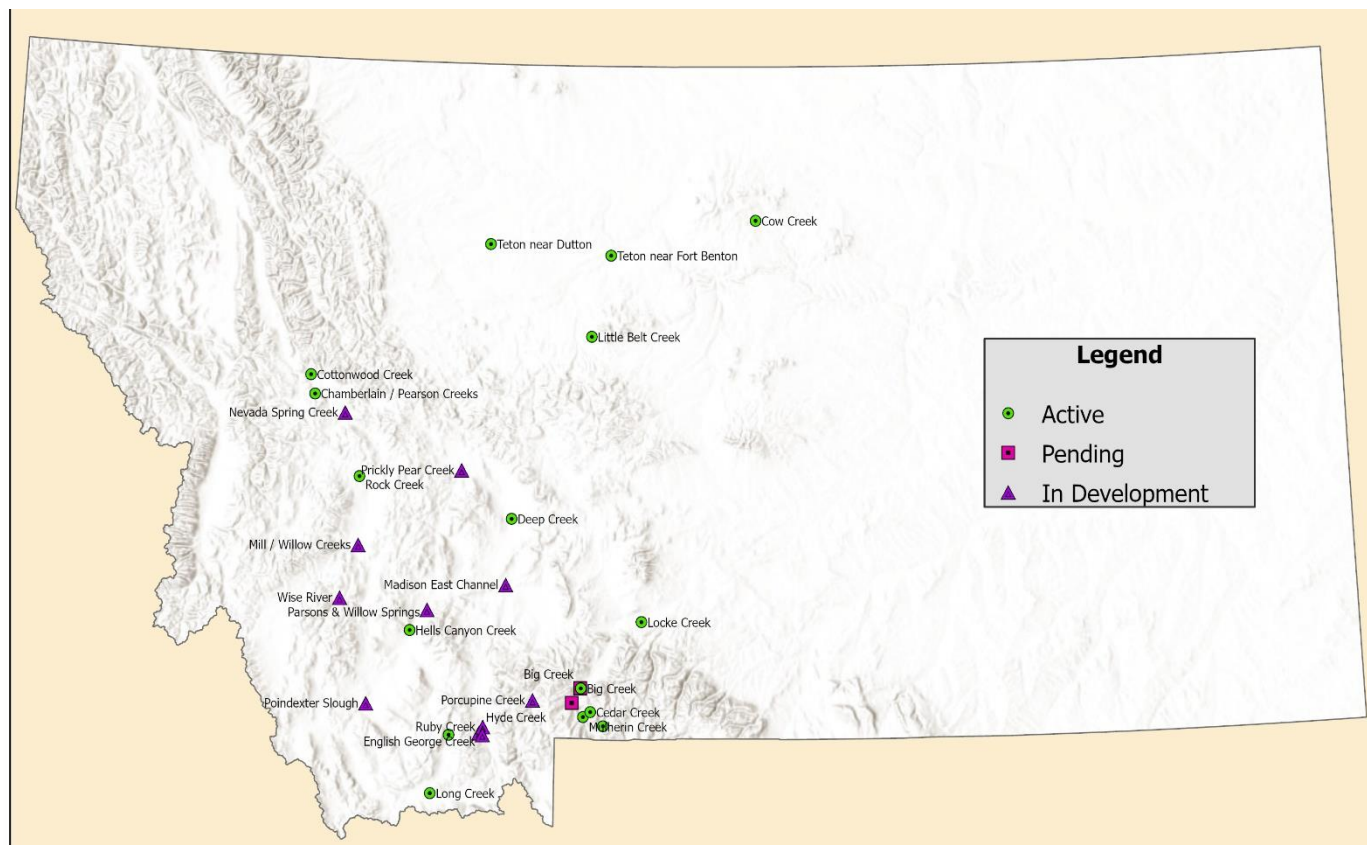 Cow Creek
Teton near Dutton
Teton near Fort Benton
Little Belt Creek
Legend
Active
Pending
In Development
Cottonwood Creek
Chamberlain / Pearson Creeks
Nevada Spring Creek
Prickly Pear Creek
Rock Creek
Deep Creek
Mill / Willow Creeks
Madison East Channel
Wise River
Parsons & Willow Springs
Hells Canyon Creek
Locke Creek
Big Creek
Big Creek
Porcupine Creek
Poindexter Slough
Cedar Creek
Hyde Creek
Ruby Creek
Mulherin Creek
English George Creek
Long Creek